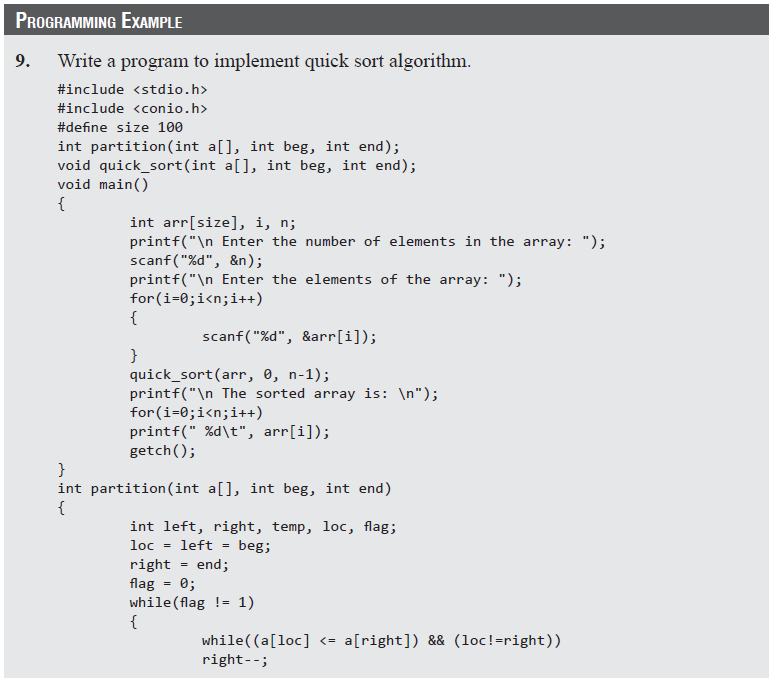 PROGRAMMING EXAMPLE
9. Write a program to implement quick sort algorithm.
#include <stdio.h>
#include <conio.h>
#define size 100
int partition(int a[], int beg, int end);
void quick_sort(int a[], int beg, int end);
void main()
{
int arr[size], i, n;
printf("\n Enter the number of elements in the array: ");
scanf("%d", &n);
printf("\n Enter the elements of the array: ");
for(i=0;i<n;i++)
{
scanf("%d", &arr[i]);
}
quick_sort(arr, 0, n-1);
printf("\n The sorted array is: \n");
for(i=0;i<n;i++)
printf(" %d\t", arr[i]);
getch();
}
int partition(int a[], int beg, int end)
{
int left, right, temp, loc, flag;
loc = left = beg;
right = end;
flag = 0;
while(flag != 1)
{
while((a[loc] <= a[right]) && (loc!=right))
right--;